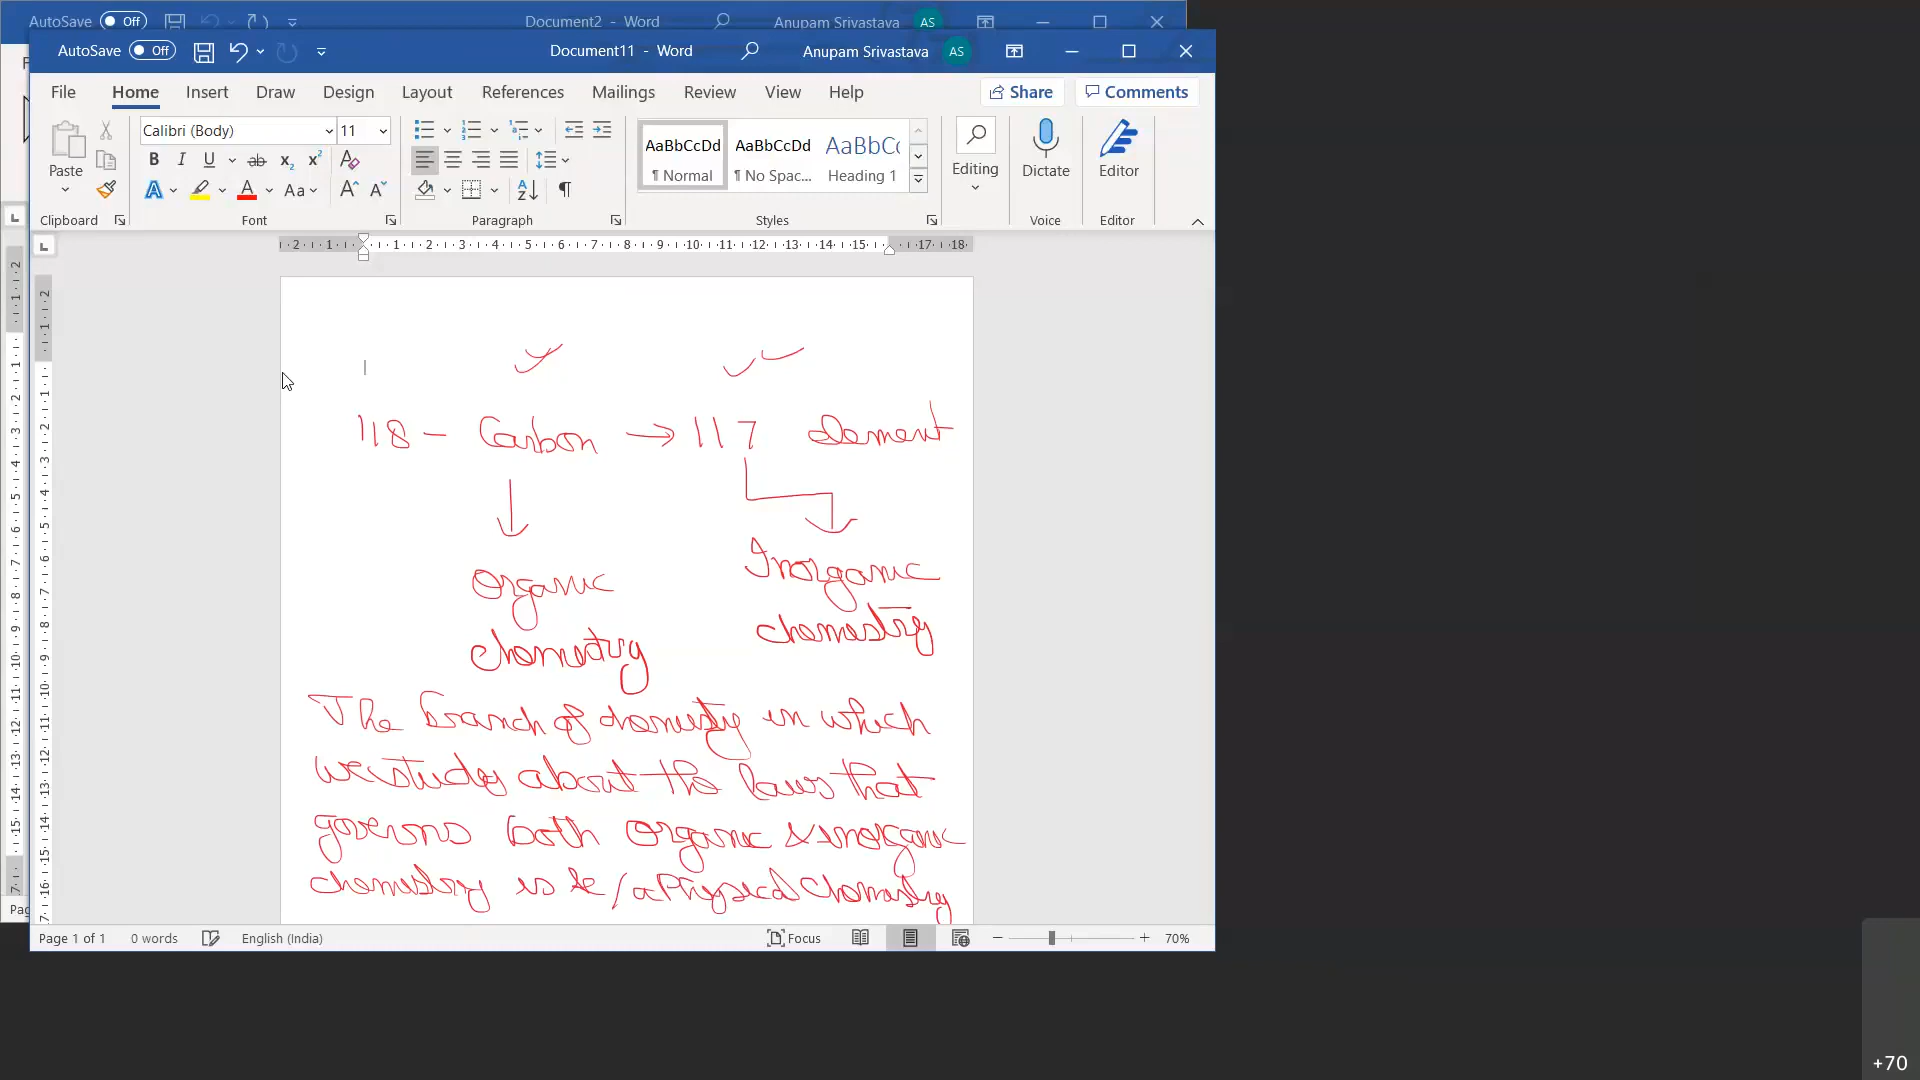 AutoSave Off Document2 - Word Anupam Srivastava AS
AutoSave Off Document11 - Word Anupam Srivastava AS
File Home Insert Draw Design Layout References Mailings Review View Help Share Comments
Calibri (Body) 11
AaBbCcDd AaBbCcDd AaBbCc
Paste ¶ Normal ¶ No Spac... Heading 1 Editing Dictate Editor
Clipboard Font Paragraph Styles Voice Editor
118 - Carbon → 117 element
Organic Inorganic
chemistry chemistry
The branch of chemistry in which
we study about the laws that
governs both organic & inorganic
chemistry is / a Physical Chemistry
Page 1 of 1 0 words English (India) Focus 70%
+70